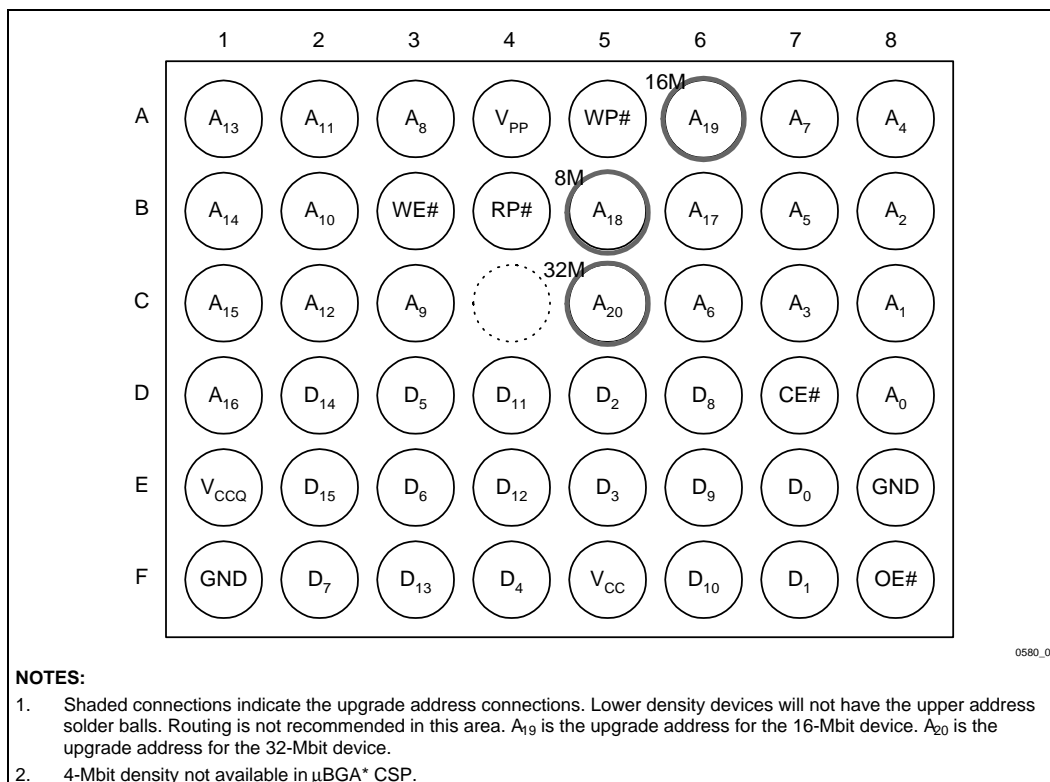 1 2 3 4 5 6 7 8
16M
A A₁₃ A₁₁ A₈ V_PP WP# A₁₉ A₇ A₄
8M
B A₁₄ A₁₀ WE# RP# A₁₈ A₁₇ A₅ A₂
32M
C A₁₅ A₁₂ A₉ A₂₀ A₆ A₃ A₁
D A₁₆ D₁₄ D₅ D₁₁ D₂ D₈ CE# A₀
E V_CCQ D₁₅ D₆ D₁₂ D₃ D₉ D₀ GND
F GND D₇ D₁₃ D₄ V_CC D₁₀ D₁ OE#
0580_0
NOTES:
1. Shaded connections indicate the upgrade address connections. Lower density devices will not have the upper address
solder balls. Routing is not recommended in this area. A₁₉ is the upgrade address for the 16-Mbit device. A₂₀ is the
upgrade address for the 32-Mbit device.
2. 4-Mbit density not available in µBGA* CSP.